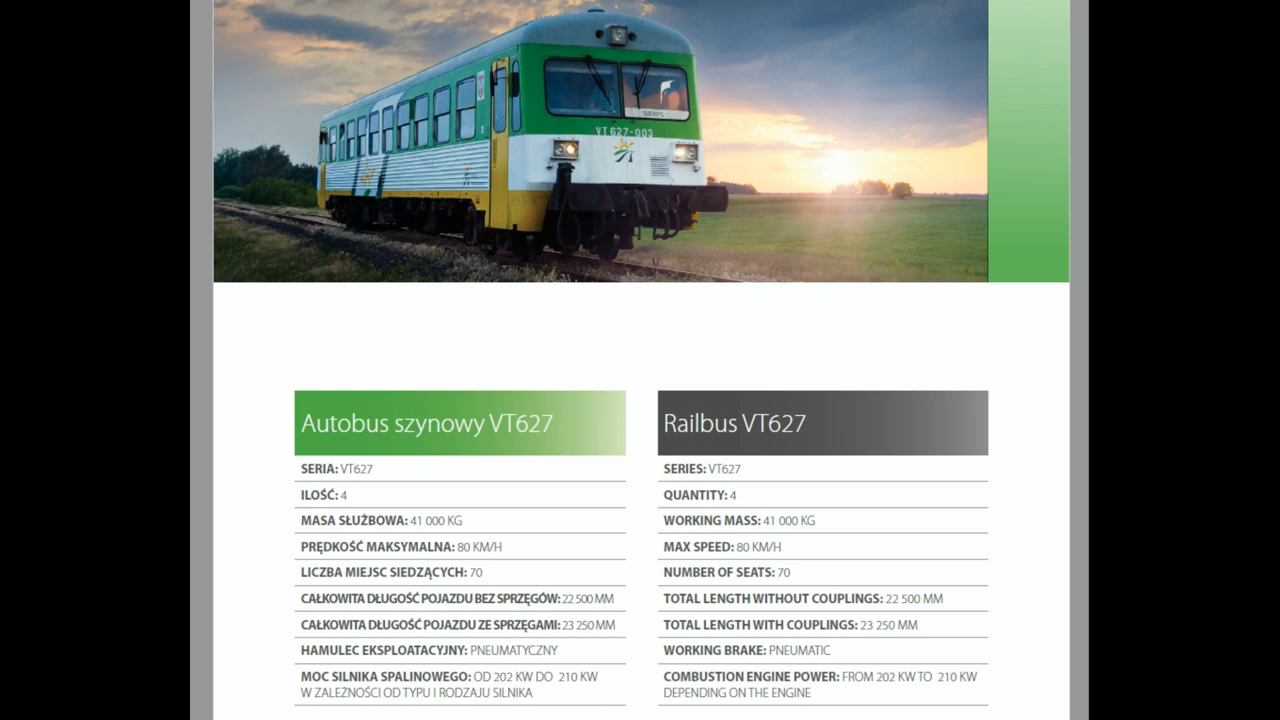 SIERPC
VT 627-003
Autobus szynowy VT627
SERIA: VT627
ILOŚĆ: 4
MASA SŁUŻBOWA: 41 000 KG
PRĘDKOŚĆ MAKSYMALNA: 80 KM/H
LICZBA MIEJSC SIEDZĄCYCH: 70
CAŁKOWITA DŁUGOŚĆ POJAZDU BEZ SPRZĘGÓW: 22 500 MM
CAŁKOWITA DŁUGOŚĆ POJAZDU ZE SPRZĘGAMI: 23 250 MM
HAMULEC EKSPLOATACYJNY: PNEUMATYCZNY
MOC SILNIKA SPALINOWEGO: OD 202 KW DO 210 KW
W ZALEŻNOŚCI OD TYPU I RODZAJU SILNIKA
Railbus VT627
SERIES: VT627
QUANTITY: 4
WORKING MASS: 41 000 KG
MAX SPEED: 80 KM/H
NUMBER OF SEATS: 70
TOTAL LENGTH WITHOUT COUPLINGS: 22 500 MM
TOTAL LENGTH WITH COUPLINGS: 23 250 MM
WORKING BRAKE: PNEUMATIC
COMBUSTION ENGINE POWER: FROM 202 KW TO 210 KW
DEPENDING ON THE ENGINE